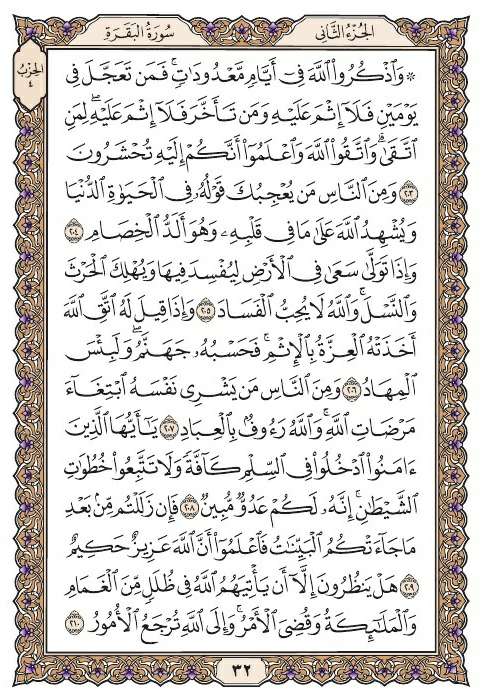 الجزء الثاني
سورة البقرة
الحزب
٤
۞ وَاذْكُرُوا اللَّهَ فِي أَيَّامٍ مَّعْدُودَاتٍ ۚ فَمَن تَعَجَّلَ فِي
يَوْمَيْنِ فَلَا إِثْمَ عَلَيْهِ وَمَن تَأَخَّرَ فَلَا إِثْمَ عَلَيْهِ ۖ لِمَنِ
اتَّقَىٰ ۗ وَاتَّقُوا اللَّهَ وَاعْلَمُوا أَنَّكُمْ إِلَيْهِ تُحْشَرُونَ
٢٠٣ وَمِنَ النَّاسِ مَن يُعْجِبُكَ قَوْلُهُ فِي الْحَيَوٰةِ الدُّنْيَا
وَيُشْهِدُ اللَّهَ عَلَىٰ مَا فِي قَلْبِهِ وَهُوَ أَلَدُّ الْخِصَامِ ٢٠٤
وَإِذَا تَوَلَّىٰ سَعَىٰ فِي الْأَرْضِ لِيُفْسِدَ فِيهَا وَيُهْلِكَ الْحَرْثَ
وَالنَّسْلَ ۗ وَاللَّهُ لَا يُحِبُّ الْفَسَادَ ٢٠٥ وَإِذَا قِيلَ لَهُ اتَّقِ اللَّهَ
أَخَذَتْهُ الْعِزَّةُ بِالْإِثْمِ ۚ فَحَسْبُهُ جَهَنَّمُ ۖ وَلَبِئْسَ
الْمِهَادُ ٢٠٦ وَمِنَ النَّاسِ مَن يَشْرِي نَفْسَهُ ابْتِغَاءَ
مَرْضَاتِ اللَّهِ ۗ وَاللَّهُ رَءُوفٌ بِالْعِبَادِ ٢٠٧ يَا أَيُّهَا الَّذِينَ
ءَامَنُوا ادْخُلُوا فِي السِّلْمِ كَافَّةً وَلَا تَتَّبِعُوا خُطُوَاتِ
الشَّيْطَانِ ۚ إِنَّهُ لَكُمْ عَدُوٌّ مُّبِينٌ ٢٠٨ فَإِن زَلَلْتُم مِّن بَعْدِ
مَا جَاءَتْكُمُ الْبَيِّنَاتُ فَاعْلَمُوا أَنَّ اللَّهَ عَزِيزٌ حَكِيمٌ
٢٠٩ هَلْ يَنظُرُونَ إِلَّا أَن يَأْتِيَهُمُ اللَّهُ فِي ظُلَلٍ مِّنَ الْغَمَامِ
وَالْمَلَائِكَةُ وَقُضِيَ الْأَمْرُ ۚ وَإِلَى اللَّهِ تُرْجَعُ الْأُمُورُ ٢١٠
٣٢